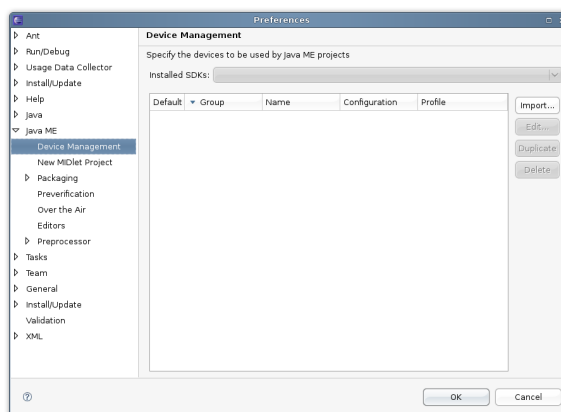 Preferences
Ant
Run/Debug
Usage Data Collector
Install/Update
Help
Java
Java ME
Device Management
New MIDlet Project
Packaging
Preverification
Over the Air
Editors
Preprocessor
Tasks
Team
General
Install/Update
Validation
XML
Device Management
Specify the devices to be used by Java ME projects
Installed SDKs:
Default Group Name Configuration Profile
Import...
Edit...
Duplicate
Delete
?
OK Cancel